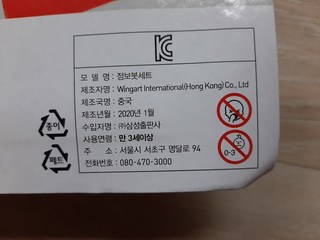 KC
모 델 명 : 점보붓세트
제조자명 : Wingart International(Hong Kong) Co., Ltd
제조국명 : 중국
제조년월 : 2020년 1월
수입자명 : ㈜삼성출판사
사용연령 : 만 3세이상
주 소 : 서울시 서초구 명달로 94
전화번호 : 080-470-3000
종이
페트
0-3